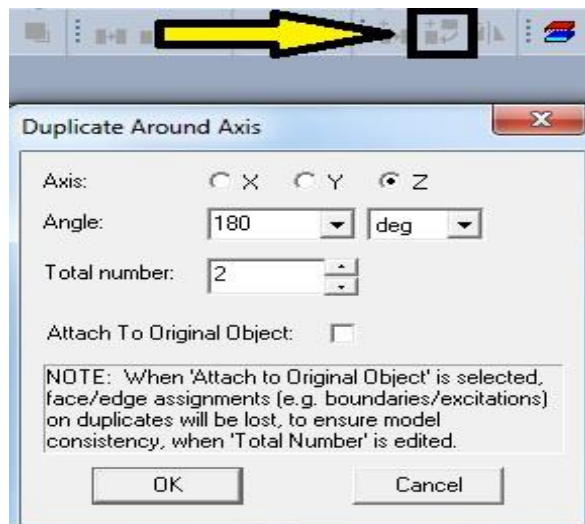 Duplicate Around Axis
Axis: X Y Z
Angle: 180 deg
Total number: 2
Attach To Original Object:
NOTE: When 'Attach to Original Object' is selected,
face/edge assignments (e.g. boundaries/excitations)
on duplicates will be lost, to ensure model
consistency, when 'Total Number' is edited.
OK Cancel